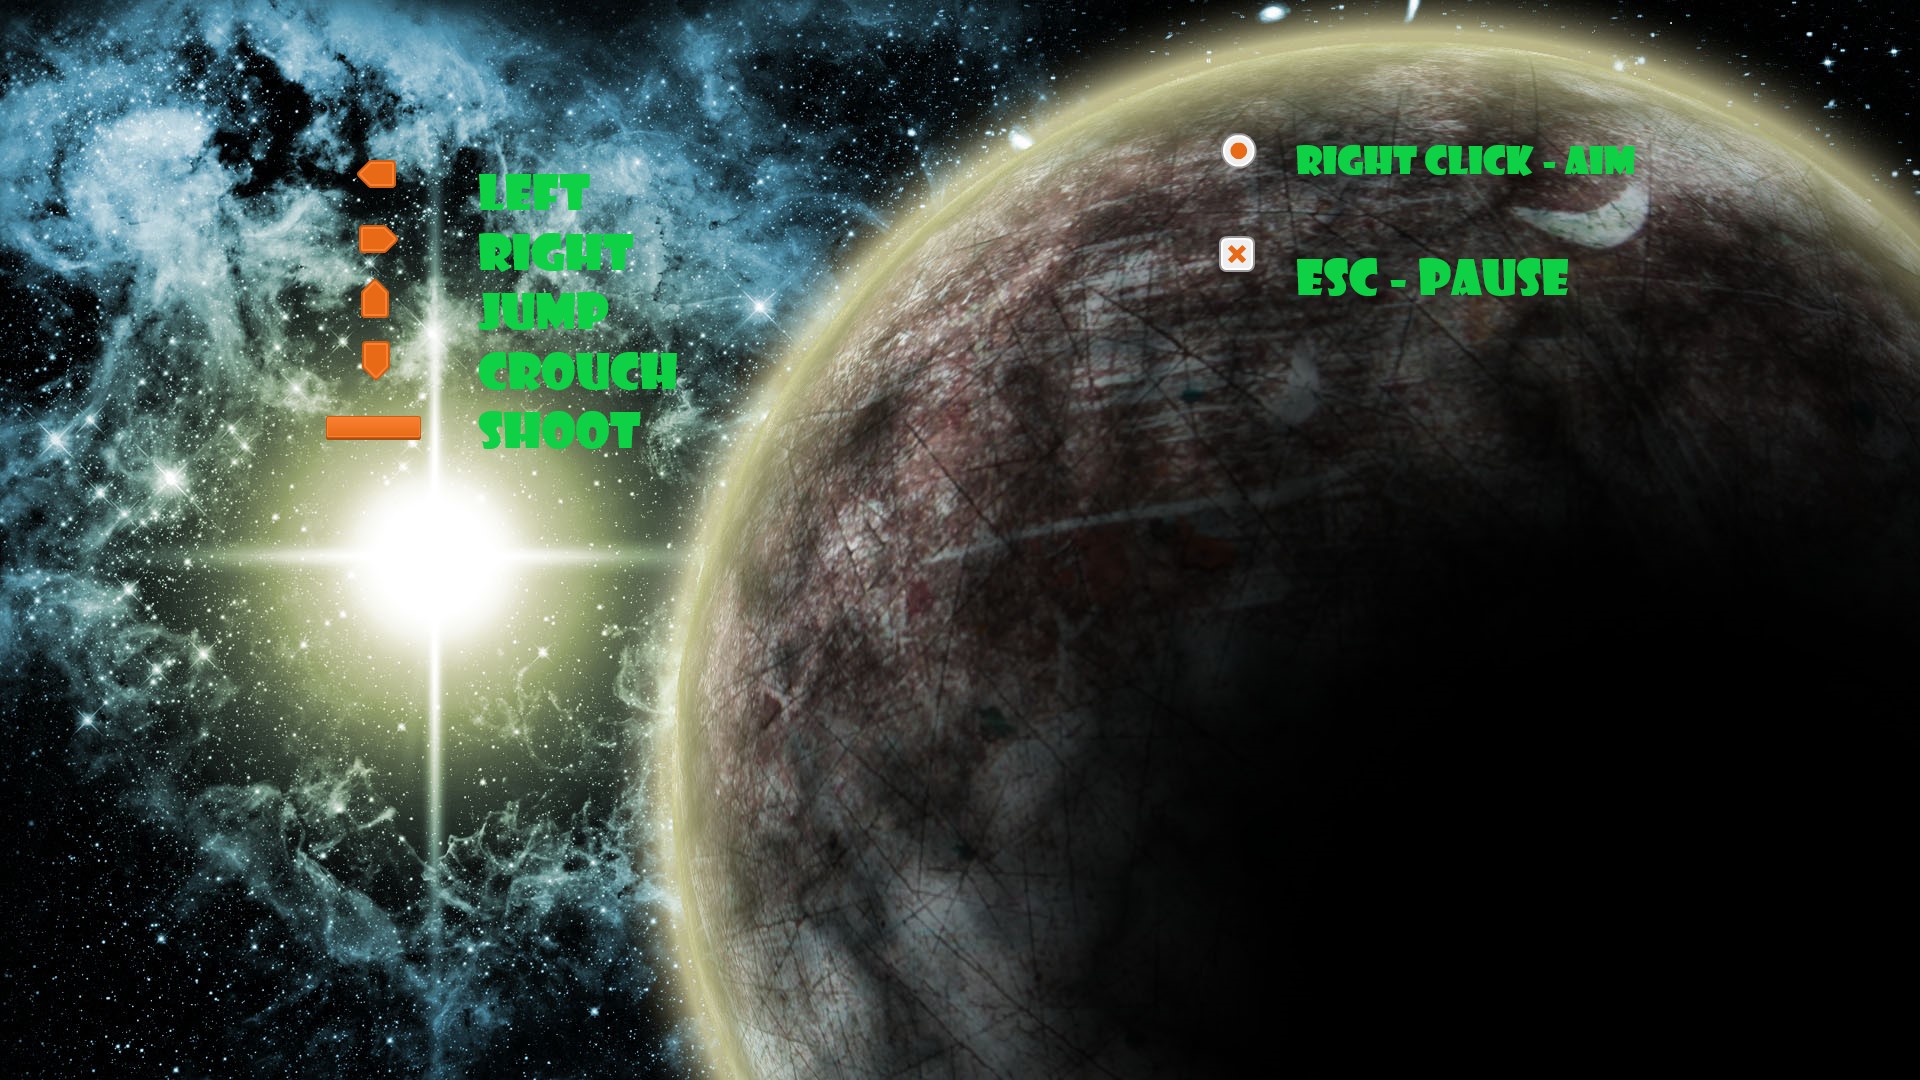 LEFT
RIGHT
JUMP
CROUCH
SHOOT
RIGHT CLICK - AIM
ESC - PAUSE